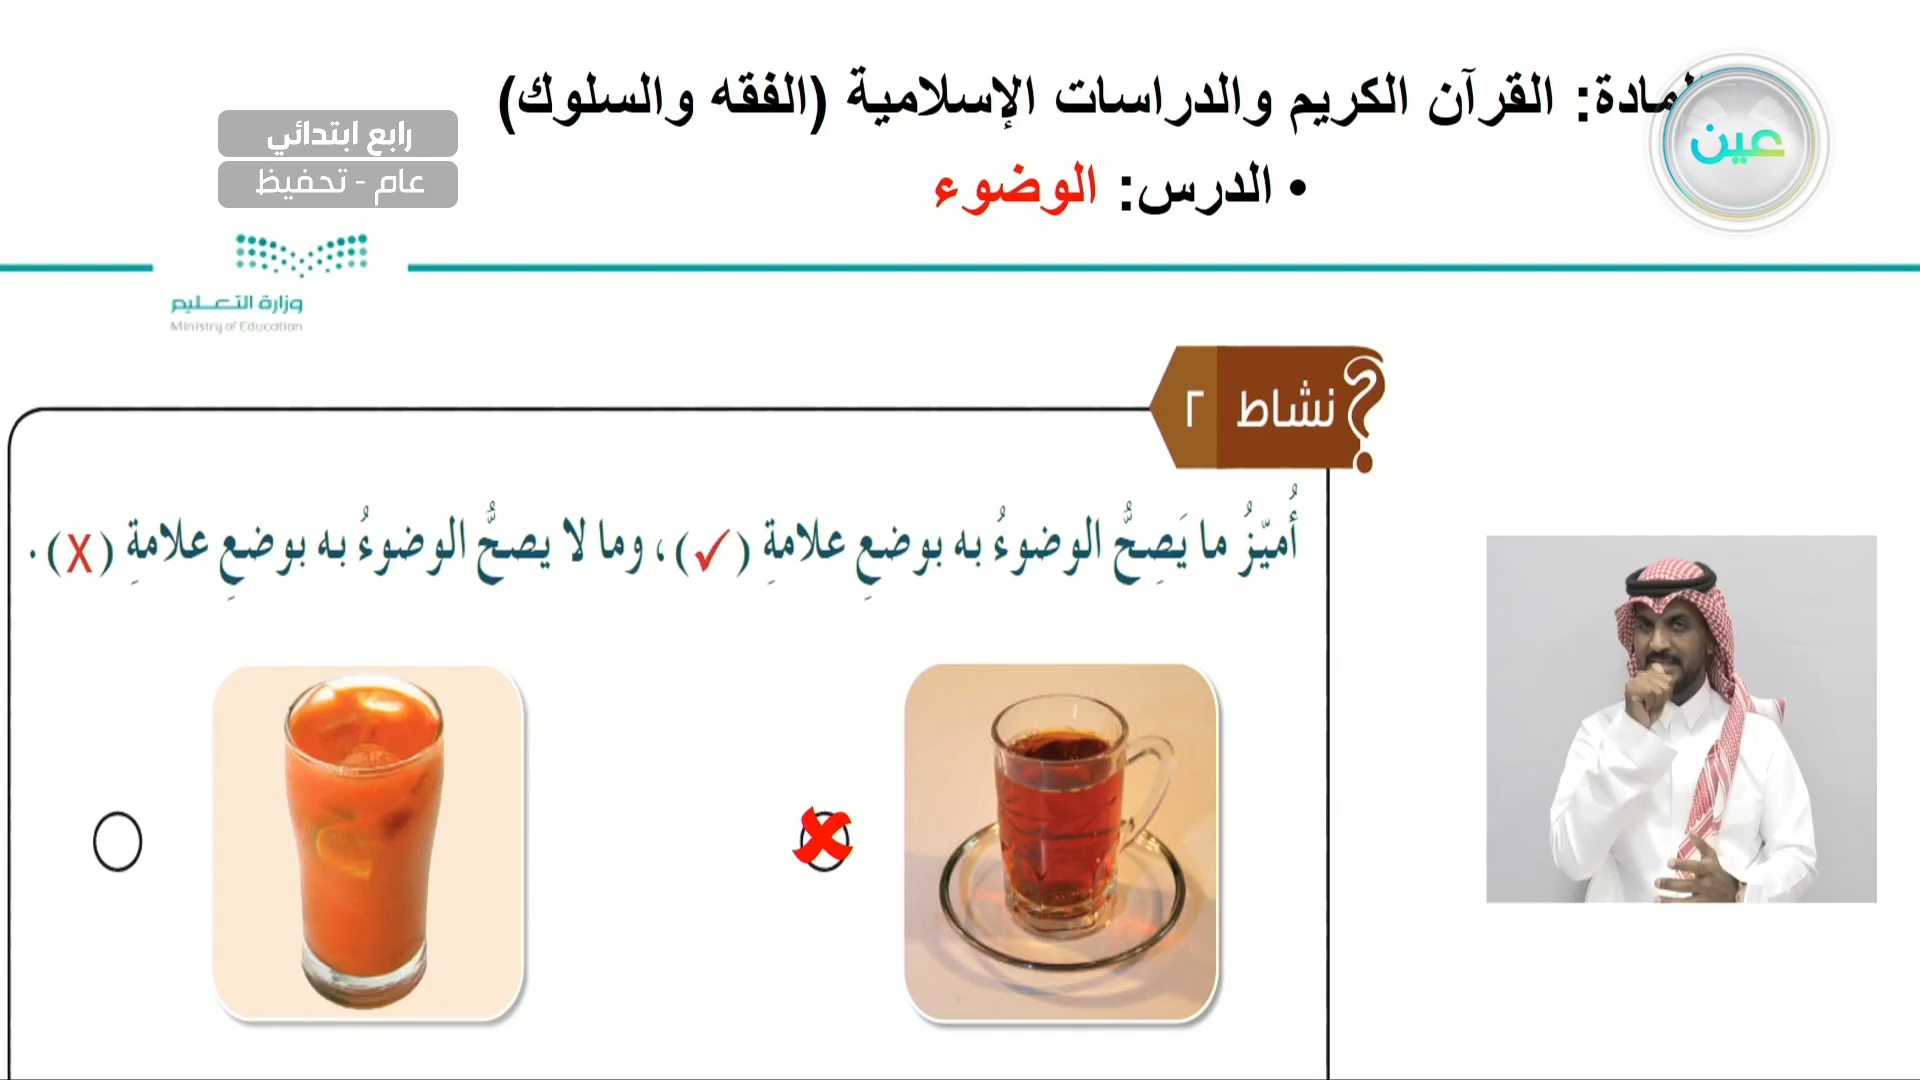 المادة: القرآن الكريم والدراسات الإسلامية (الفقه والسلوك)
عين
رابع ابتدائي
عام - تحفيظ
• الدرس: الوضوء
وزارة التعليم
Ministry of Education
نشاط ٢
أُميّزُ ما يَصِحُّ الوضوءُ به بوضعِ علامةِ (✓)، وما لا يصحُّ الوضوءُ به بوضعِ علامةِ (X).